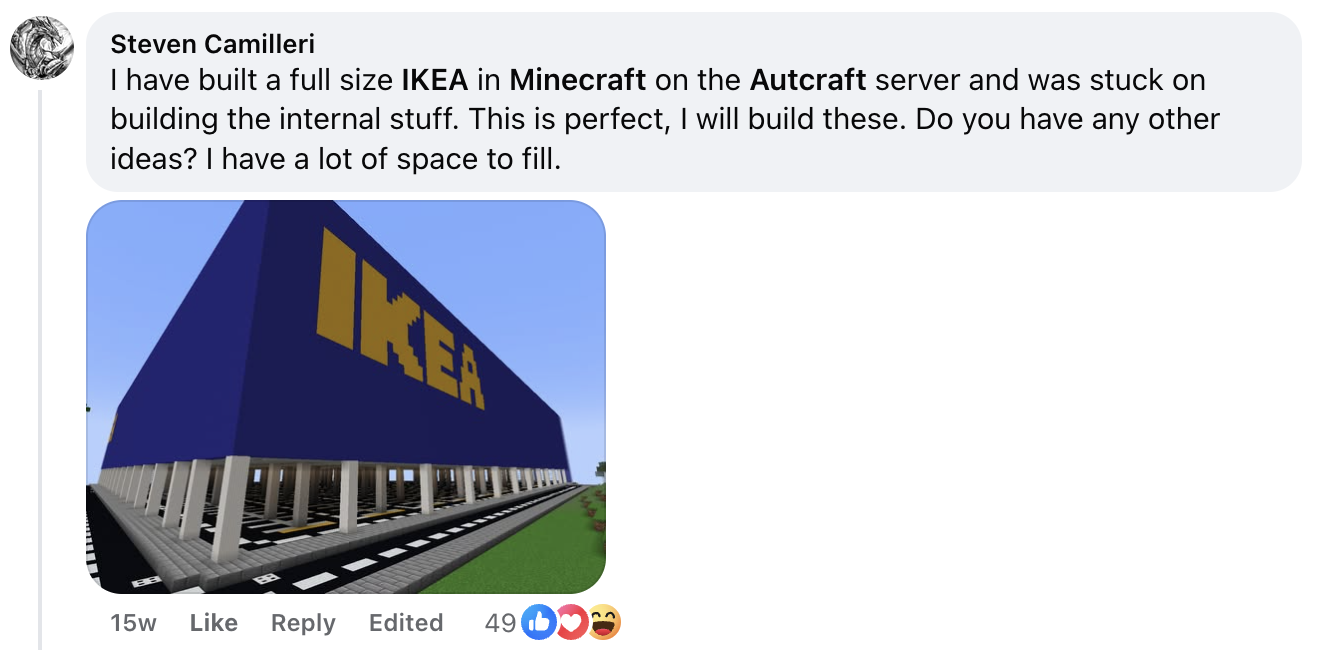 Steven Camilleri
I have built a full size IKEA in Minecraft on the Autcraft server and was stuck on
building the internal stuff. This is perfect, I will build these. Do you have any other
ideas? I have a lot of space to fill.
IKEA
15w Like Reply Edited 49